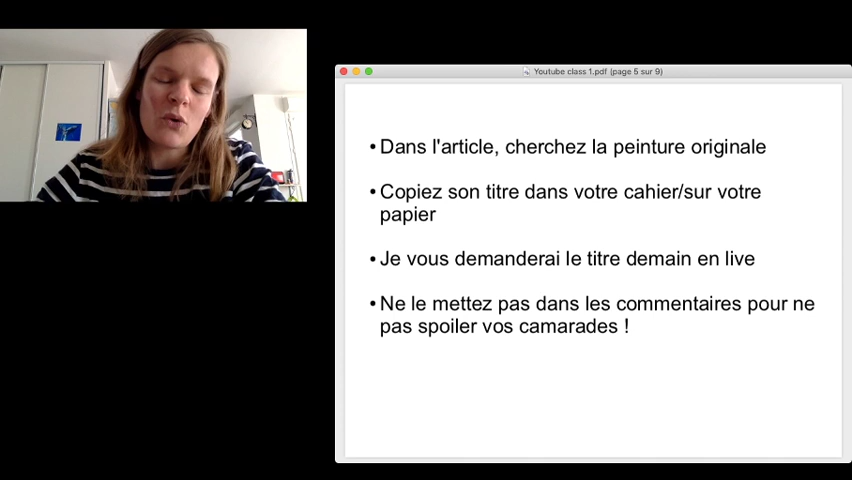 Youtube class 1.pdf (page 5 sur 9)
• Dans l'article, cherchez la peinture originale
• Copiez son titre dans votre cahier/sur votre
papier
• Je vous demanderai le titre demain en live
• Ne le mettez pas dans les commentaires pour ne
pas spoiler vos camarades !